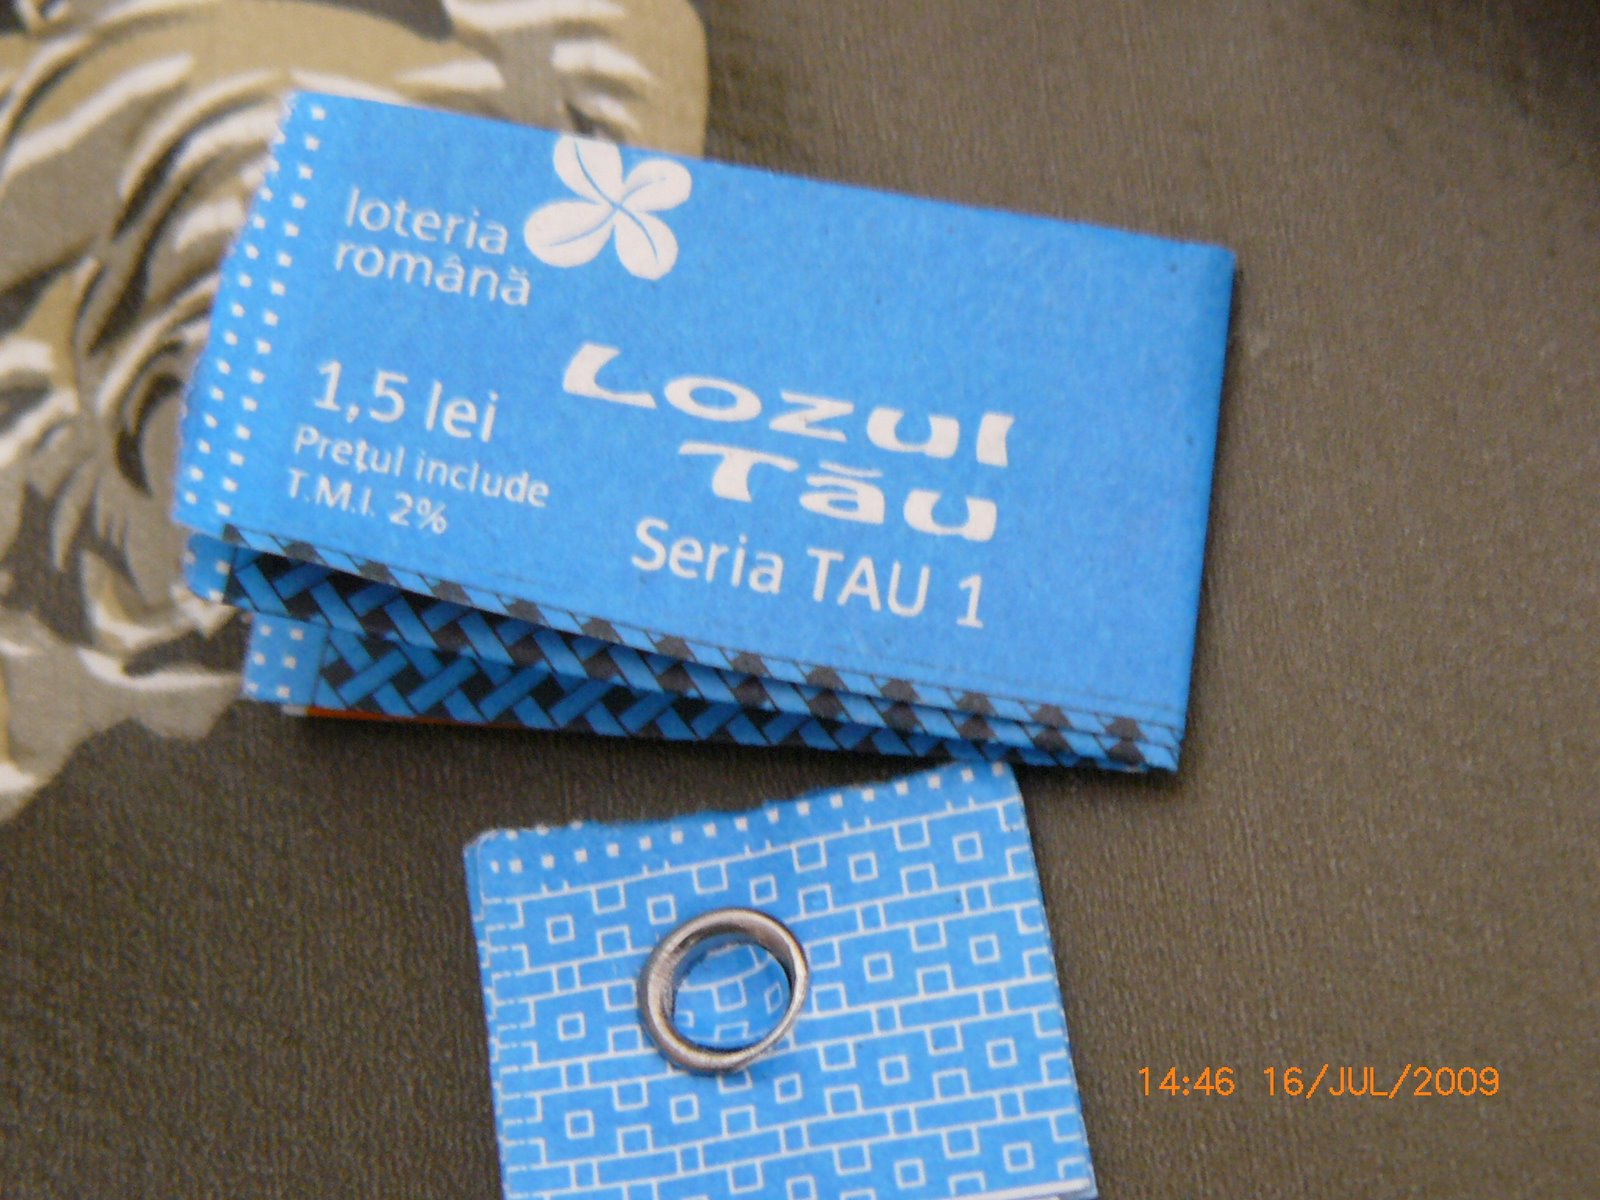 loteria
română
1,5 lei
Prețul include
T.M.I. 2%
Lozul
Tău
Seria TAU 1
14:46 16/JUL/2009